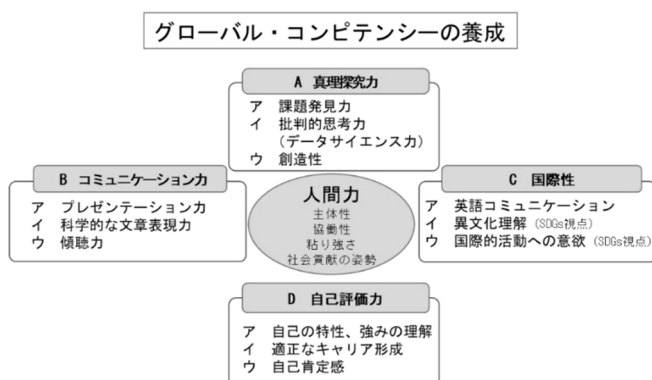 グローバル・コンピテンシーの養成
A 真理探究力
ア 課題発見力
イ 批判的思考力
(データサイエンス力)
ウ 創造性
B コミュニケーション力
ア プレゼンテーション力
イ 科学的な文章表現力
ウ 傾聴力
人間力
主体性
協働性
粘り強さ
社会貢献の姿勢
C 国際性
ア 英語コミュニケーション
イ 異文化理解(SDGs視点)
ウ 国際的活動への意欲(SDGs視点)
D 自己評価力
ア 自己の特性、強みの理解
イ 適正なキャリア形成
ウ 自己肯定感